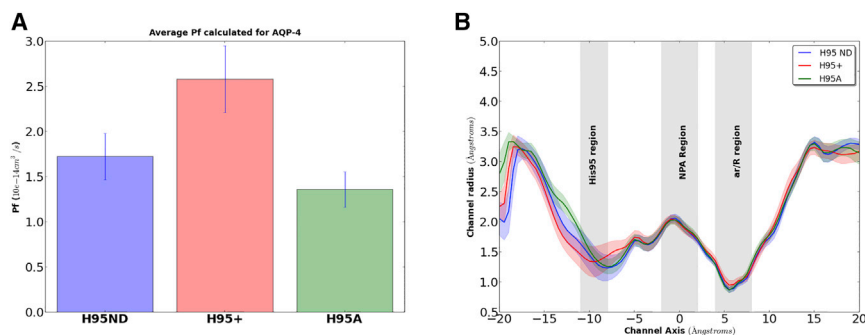 A
Average Pf calculated for AQP-4
3.0
2.5
2.0
1.5
1.0
0.5
0.0
Pf (10e−14cm³/s)
H95ND
H95+
H95A
B
5.0
4.5
4.0
3.5
3.0
2.5
2.0
1.5
1.0
0.5
Channel radius (Angstroms)
H95 ND
H95+
H95A
His95 region
NPA Region
ar/R region
−20
−15
−10
−5
0
5
10
15
20
Channel Axis (Angstroms)